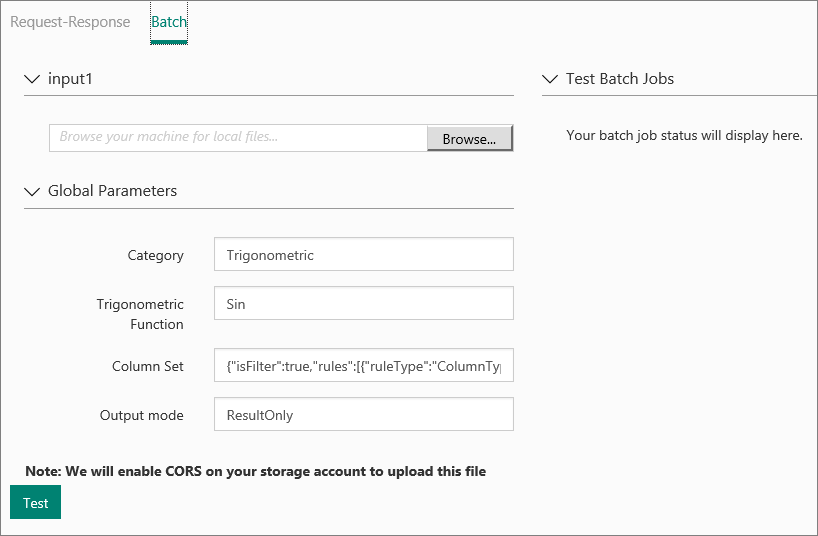 Request-Response Batch
input1
Browse your machine for local files... Browse...
Global Parameters
Category Trigonometric
Trigonometric Function Sin
Column Set {"isFilter":true,"rules":[{"ruleType":"ColumnTyp
Output mode ResultOnly
Note: We will enable CORS on your storage account to upload this file
Test
Test Batch Jobs
Your batch job status will display here.